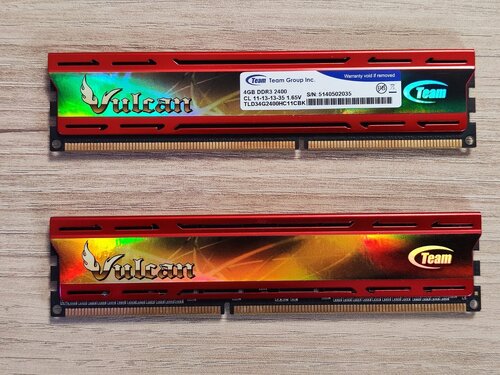 Vulcan
Team Team Group Inc.
Warranty void if removed
4GB DDR3 2400
CL 11-13-13-35 1.65V
S/N: 5140502035
TLD34G2400HC11CBK
Team
Vulcan
Team